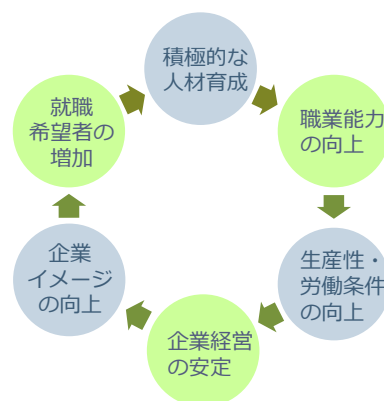 積極的な
人材育成
職業能力
の向上
生産性・
労働条件
の向上
企業経営
の安定
企業
イメージ
の向上
就職
希望者の
増加